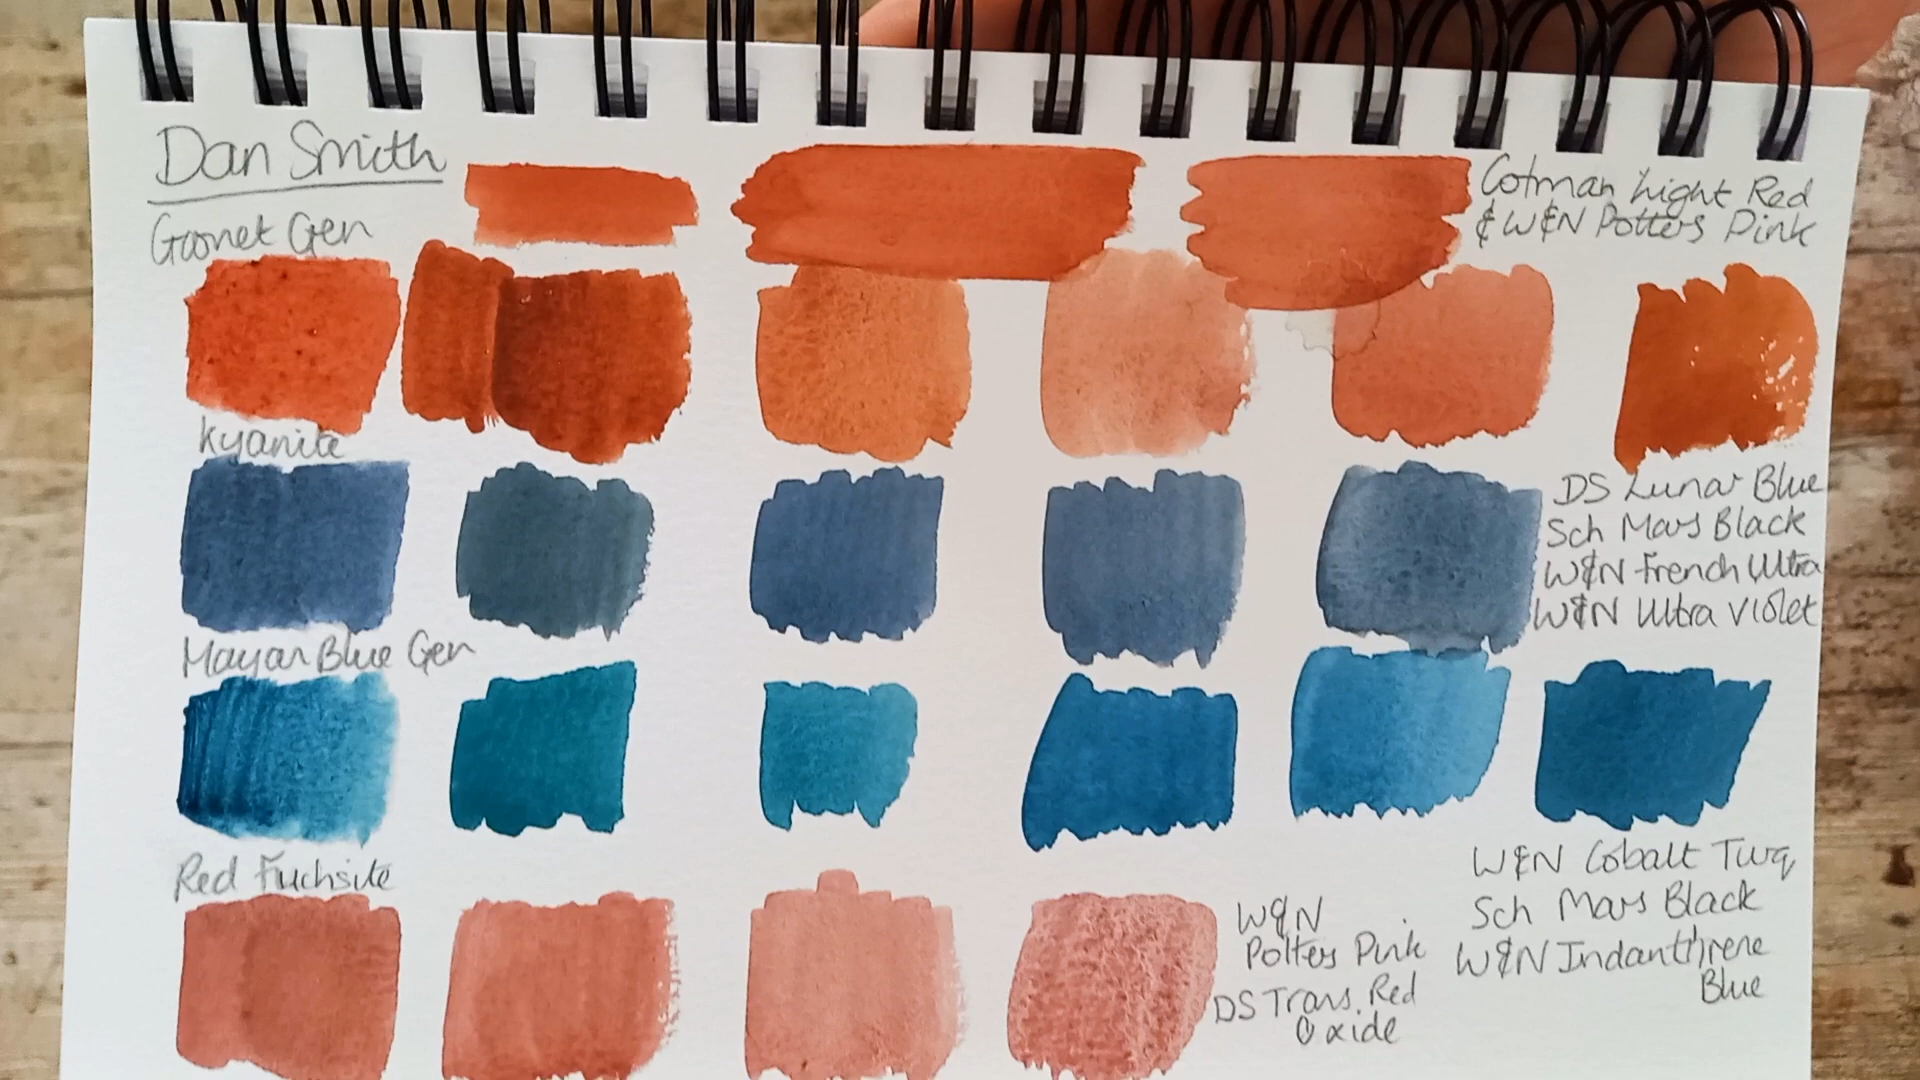 Dan Smith
Garnet Gen
Cotman Light Red
& W&N Potters Pink
Kyanite
DS Lunar Blue
Sch Mars Black
W&N French Ultra
W&N Ultra Violet
Mayan Blue Gen
Red Fuchsite
W&N
Potters Pink
DS Trans. Red
Oxide
W&N Cobalt Turq
Sch Mars Black
W&N Indanthrene
Blue